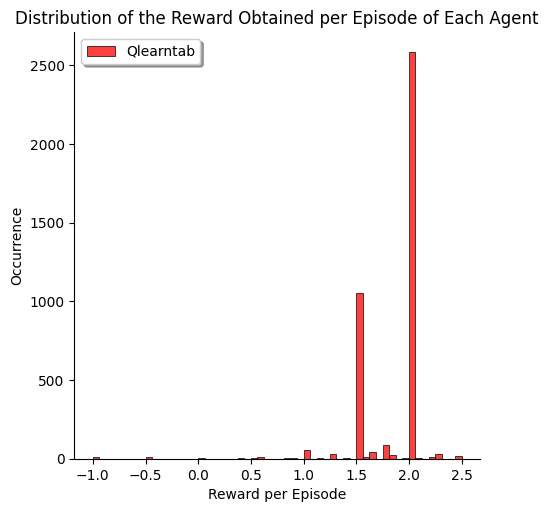 Distribution of the Reward Obtained per Episode of Each Agent
Qlearntab
2500
2000
1500
1000
500
0
Occurrence
−1.0 −0.5 0.0 0.5 1.0 1.5 2.0 2.5
Reward per Episode